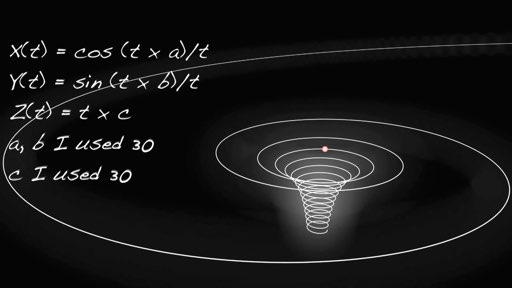 X(t) = cos (t x a)/t
Y(t) = sin (t x b)/t
Z(t) = t x c
a, b I used 30
c I used 30